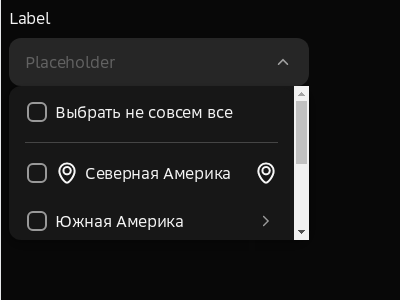 Label
Placeholder
Выбрать не совсем все
Северная Америка
Южная Америка